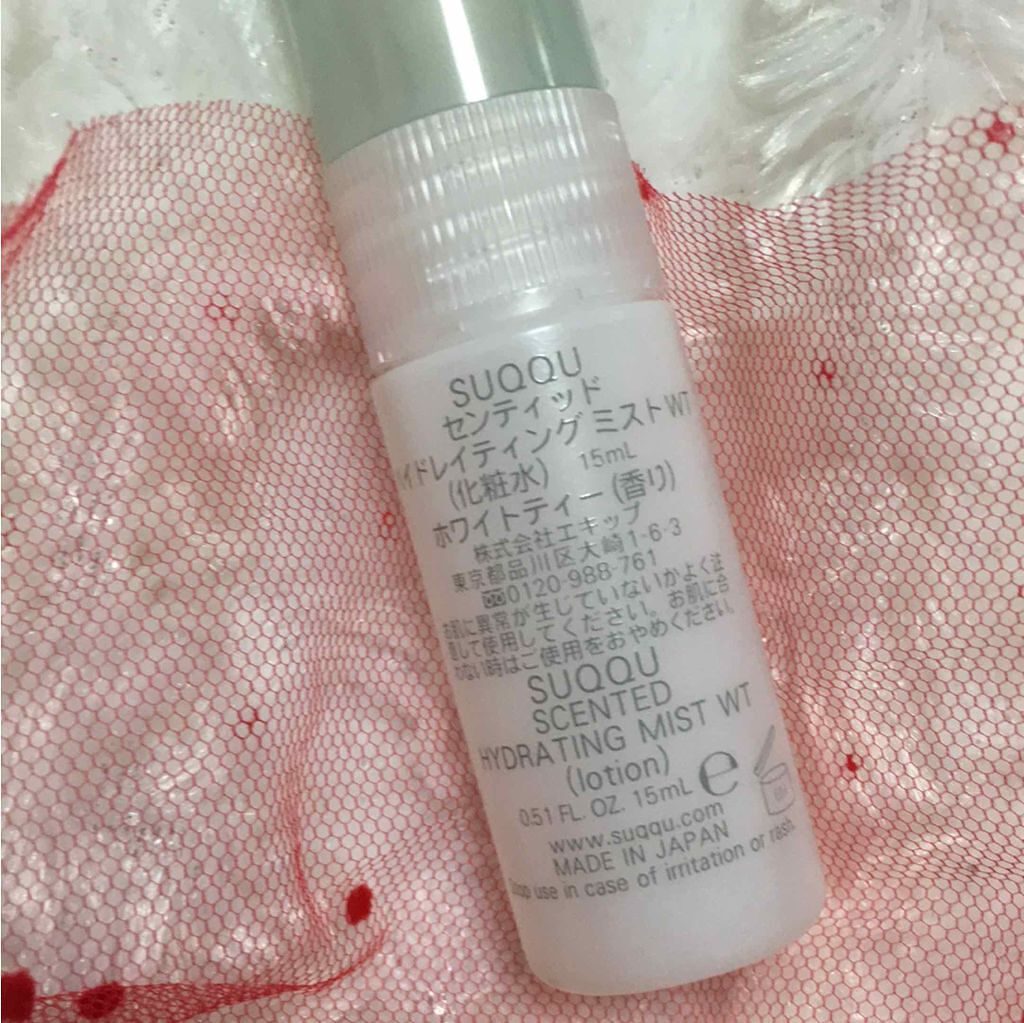 SUQQU
センティッド
イドレイティング ミスト WT
(化粧水) 15mL
ホワイトティー (香り)
株式会社エキップ
東京都品川区大崎1-6-3
0120-988-761
お肌に異常が生じていないかよく注
意して使用してください。お肌に合
わない時はご使用をおやめください。
SUQQU
SCENTED
HYDRATING MIST WT
(lotion)
0.51 FL. OZ. 15mL ℮
www.suqqu.com
MADE IN JAPAN
use in case of irritation or rash.